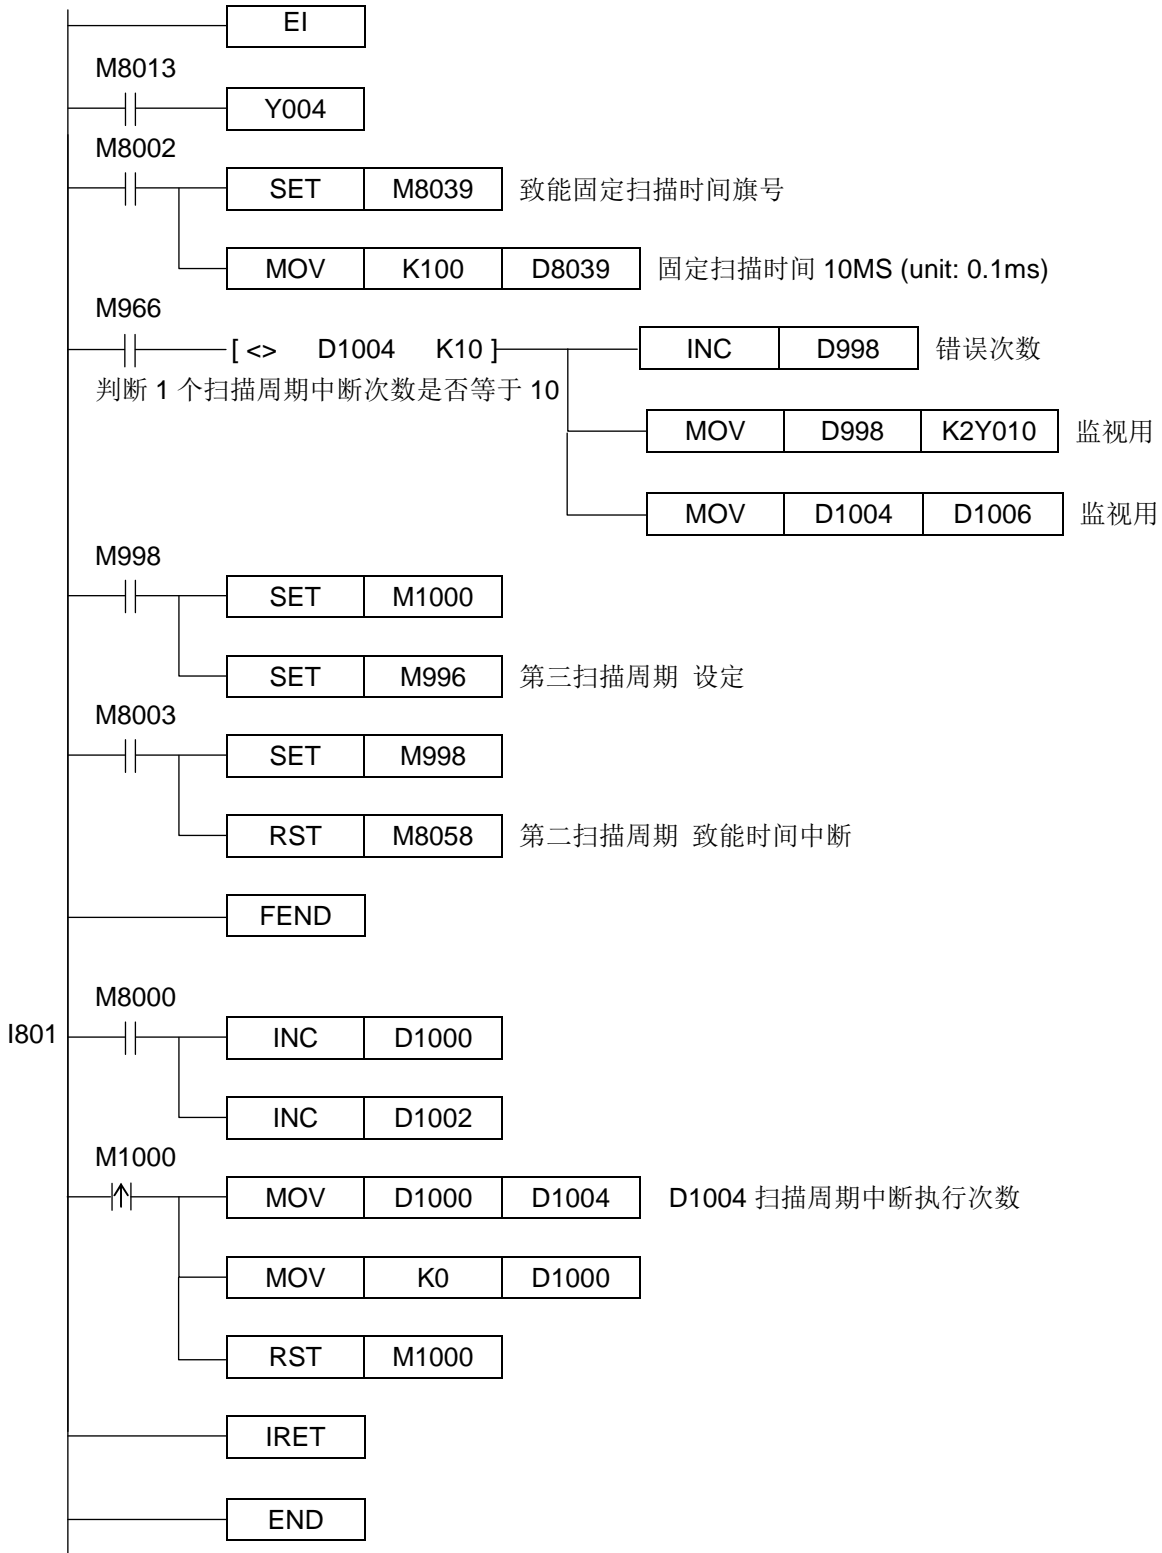 EI
M8013
Y004
M8002
SET M8039 致能固定扫描时间旗号
MOV K100 D8039 固定扫描时间 10MS (unit: 0.1ms)
M966
[ <> D1004 K10 ] INC D998 错误次数
判断 1 个扫描周期中断次数是否等于 10
MOV D998 K2Y010 监视用
MOV D1004 D1006 监视用
M998
SET M1000
SET M996 第三扫描周期 设定
M8003
SET M998
RST M8058 第二扫描周期 致能时间中断
FEND
M8000
I801 INC D1000
INC D1002
M1000
MOV D1000 D1004 D1004 扫描周期中断执行次数
MOV K0 D1000
RST M1000
IRET
END